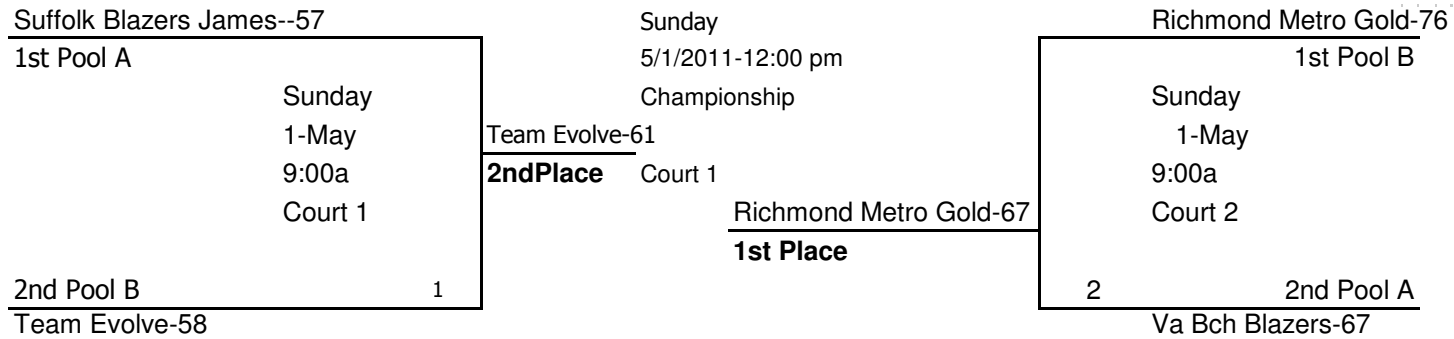 Suffolk Blazers James--57
1st Pool A
Sunday
1-May
9:00a
Court 1
2nd Pool B 1
Team Evolve-58
Team Evolve-61
2ndPlace
Sunday
5/1/2011-12:00 pm
Championship
Court 1
Richmond Metro Gold-67
1st Place
Richmond Metro Gold-76
1st Pool B
Sunday
1-May
9:00a
Court 2
2 2nd Pool A
Va Bch Blazers-67